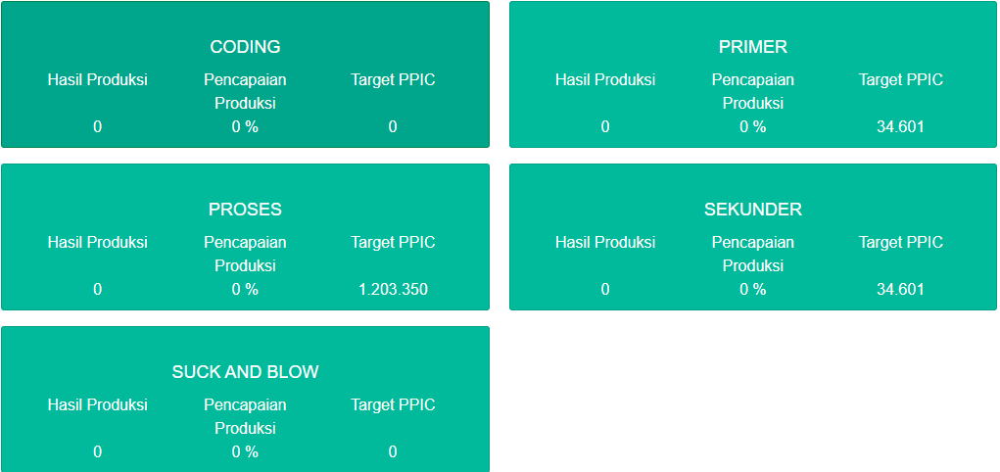 CODING
Hasil Produksi Pencapaian Target PPIC
Produksi
0 0 % 0
PRIMER
Hasil Produksi Pencapaian Target PPIC
Produksi
0 0 % 34.601
PROSES
Hasil Produksi Pencapaian Target PPIC
Produksi
0 0 % 1.203.350
SEKUNDER
Hasil Produksi Pencapaian Target PPIC
Produksi
0 0 % 34.601
SUCK AND BLOW
Hasil Produksi Pencapaian Target PPIC
Produksi
0 0 % 0